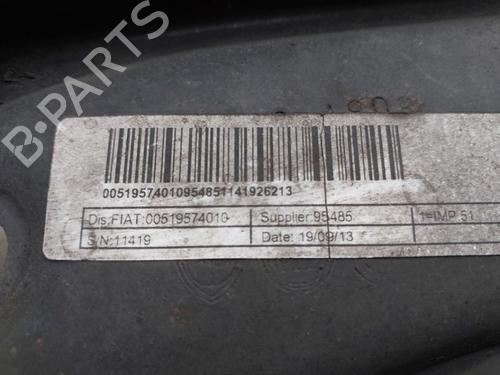 B-PARTS
00519574010954851141926213
Dis.FIAT:00519574010
Supplier:95485
1=IMP 51
S/N:11419
Date: 19/09/13